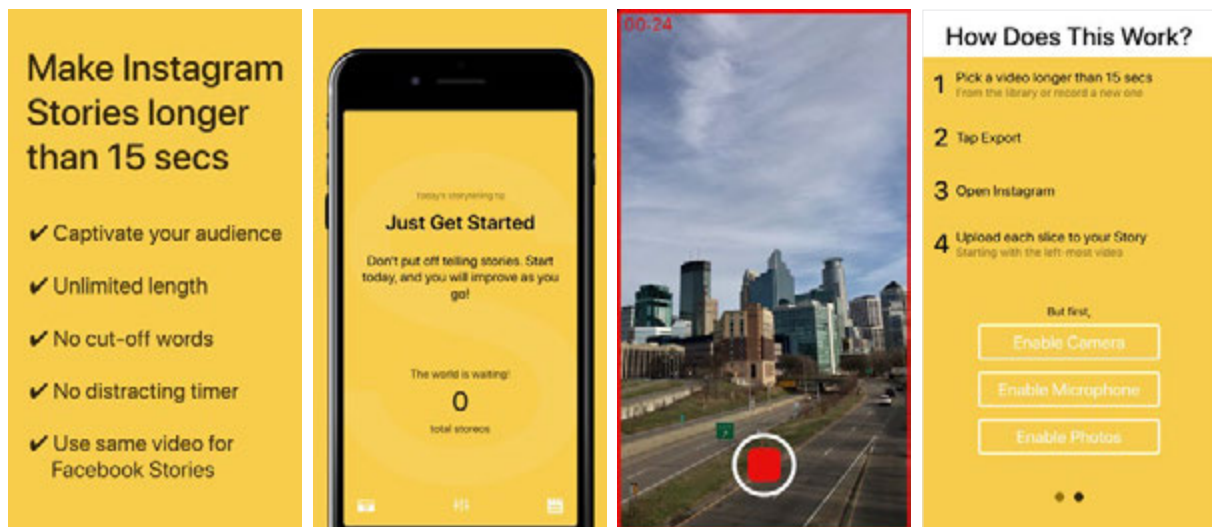 Make Instagram
Stories longer
than 15 secs
✔ Captivate your audience
✔ Unlimited length
✔ No cut-off words
✔ No distracting timer
✔ Use same video for
Facebook Stories
today's storytelling tip
Just Get Started
Don't put off telling stories. Start
today, and you will improve as you
go!
The world is waiting!
0
total storeos
00:24
How Does This Work?
1 Pick a video longer than 15 secs
From the library or record a new one
2 Tap Export
3 Open Instagram
4 Upload each slice to your Story
Starting with the left-most video
But first,
Enable Camera
Enable Microphone
Enable Photos